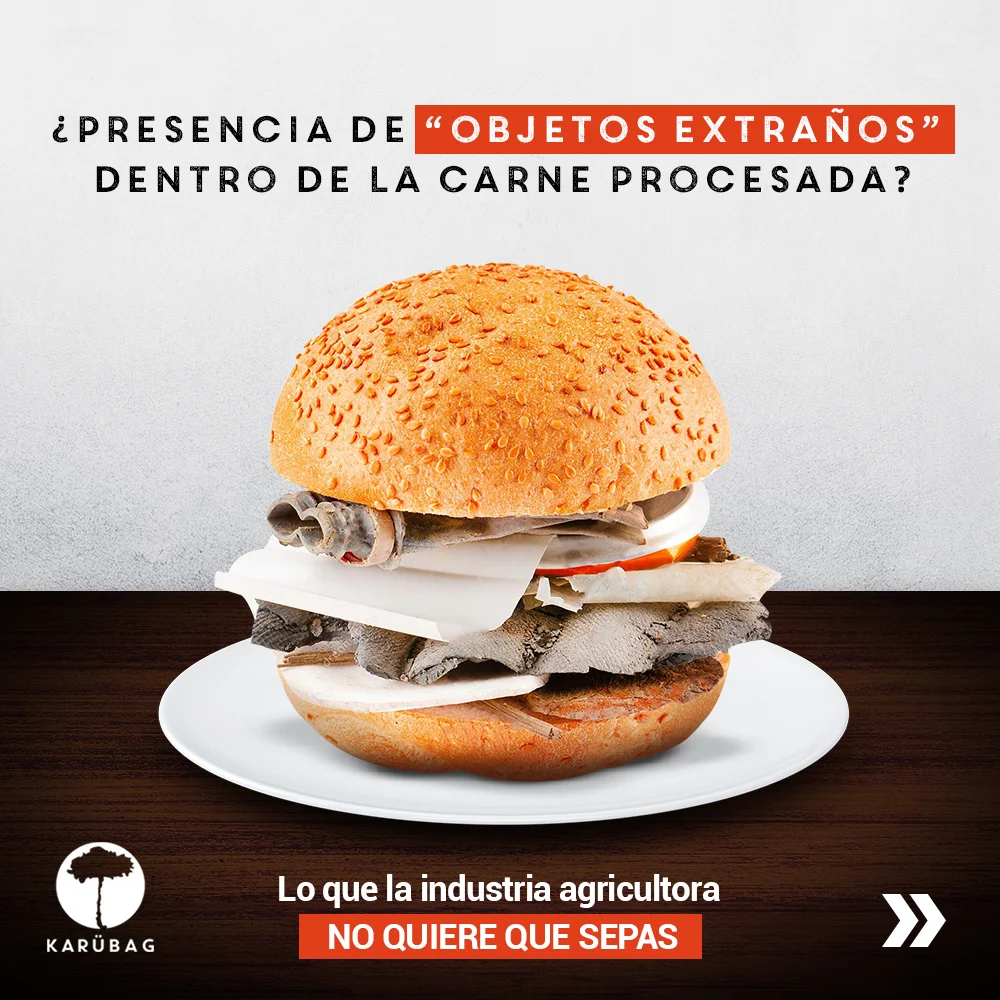 ¿PRESENCIA DE “OBJETOS EXTRAÑOS”
DENTRO DE LA CARNE PROCESADA?
Lo que la industria agricultora
NO QUIERE QUE SEPAS
KARÜBAG